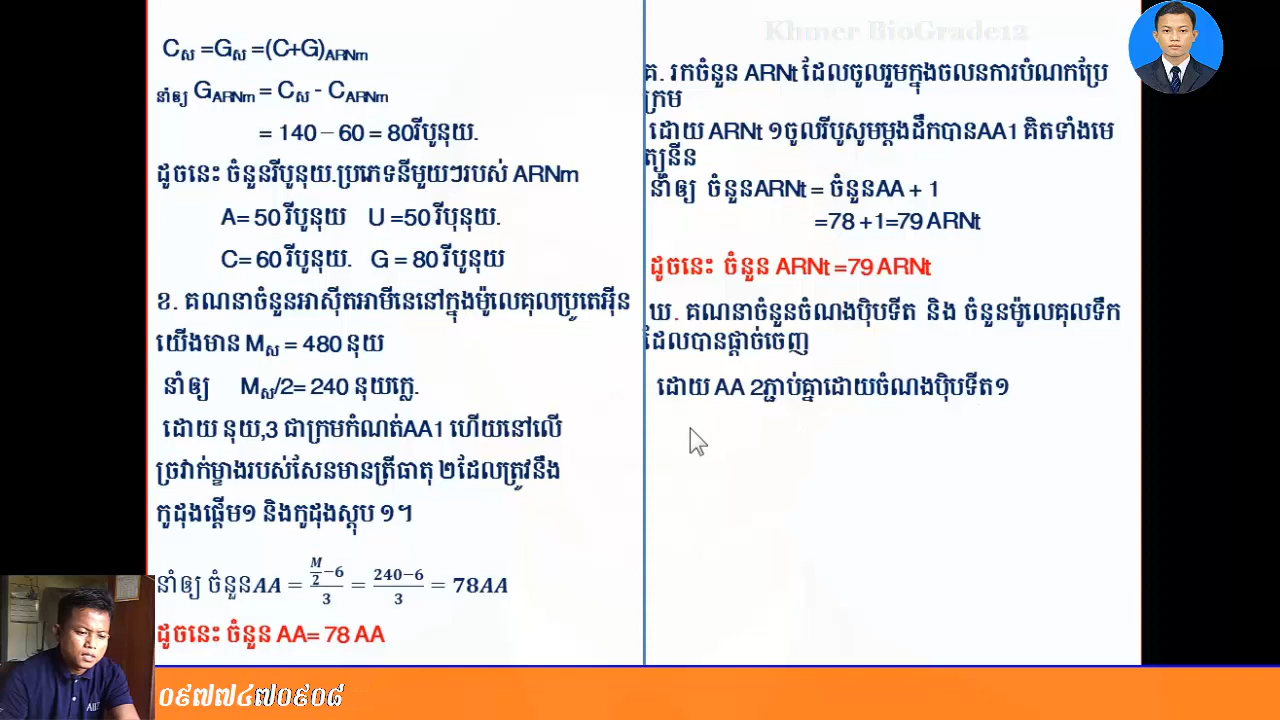 Khmer BioGrade12
Cស =Gស =(C+G)ARNm
នាំឲ្យ GARNm = Cស - CARNm
= 140 – 60 = 80រីបូនុយ.
ដូចនេះ ចំនួនរីបូនុយ.ប្រភេទនីមួយៗរបស់ ARNm
A= 50 រីបូនុយ U =50 រីបុនុយ.
C= 60 រីបូនុយ. G = 80 រីបូនុយ
ខ. គណនាចំនួនអាស៊ីតអាមីនេនៅក្នុងម៉ូលេគុលប្រូតេអ៊ីន
យើងមាន Mស = 480 នុយ
នាំឲ្យ Mស/2= 240 នុយក្លេ.
ដោយ នុយ,3 ជាក្រមកំណត់AA1 ហើយនៅលើ
ច្រវាក់ម្ខាងរបស់សែនមានត្រីធាតុ ២ដែលត្រូវនឹង
កូដុងផ្តើម១ និងកូដុងស្តុប ១។
នាំឲ្យ ចំនួនAA = (M/2−6)/3 = (240−6)/3 = 78AA
ដូចនេះ ចំនួន AA= 78 AA
គ. រកចំនួន ARNt ដែលចូលរួមក្នុងចលនការបំណកប្រែ
ក្រម
ដោយ ARNt ១ចូលរីបូសូមម្តងដឹកបានAA1 គិតទាំងមេ
ត្យូនីន
នាំឲ្យ ចំនួនARNt = ចំនួនAA + 1
=78 +1=79 ARNt
ដូចនេះ ចំនួន ARNt =79 ARNt
ឃ. គណនាចំនួនចំណងប៉ិបទីត និង ចំនួនម៉ូលេគុលទឹក
ដែលបានផ្តាច់ចេញ
ដោយ AA 2ភ្ជាប់គ្នាដោយចំណងប៉ិបទីត១
០៩៧៧៤៧០៩០៨